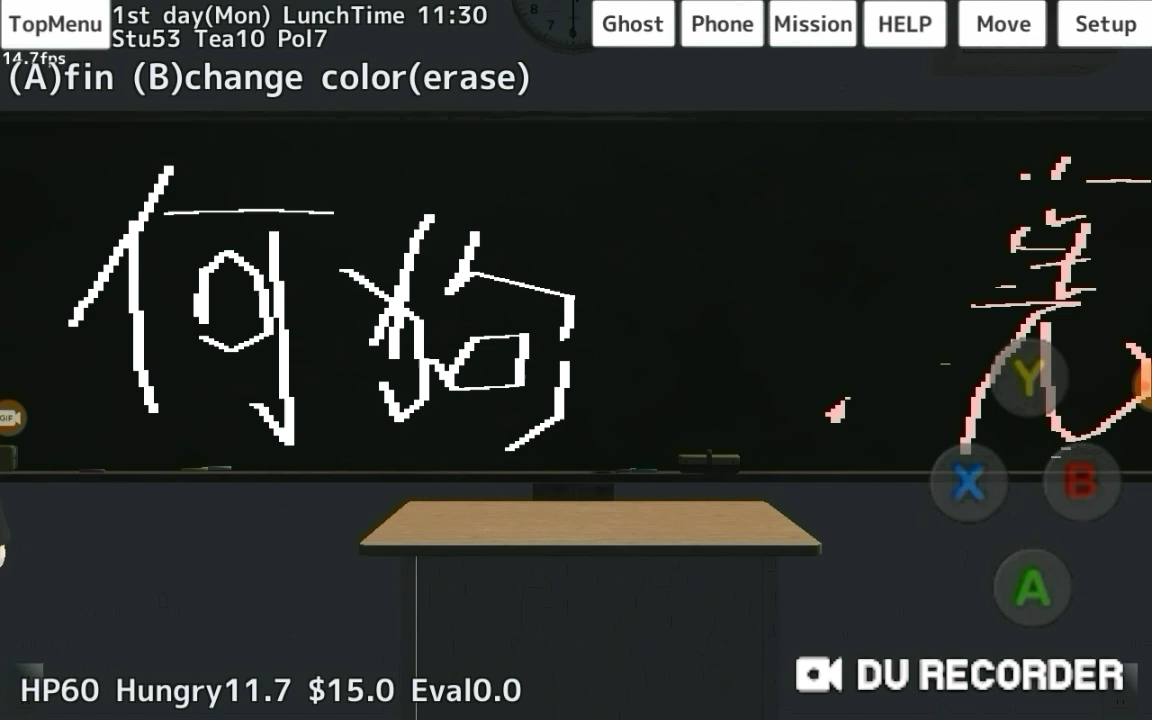 TopMenu
1st day(Mon) LunchTime 11:30
Stu53 Tea10 Pol7
Ghost
Phone
Mission
HELP
Move
Setup
14.7fps
(A)fin (B)change color(erase)
何
GIF
Y
X
B
A
HP60 Hungry11.7 $15.0 Eval0.0
DU RECORDER